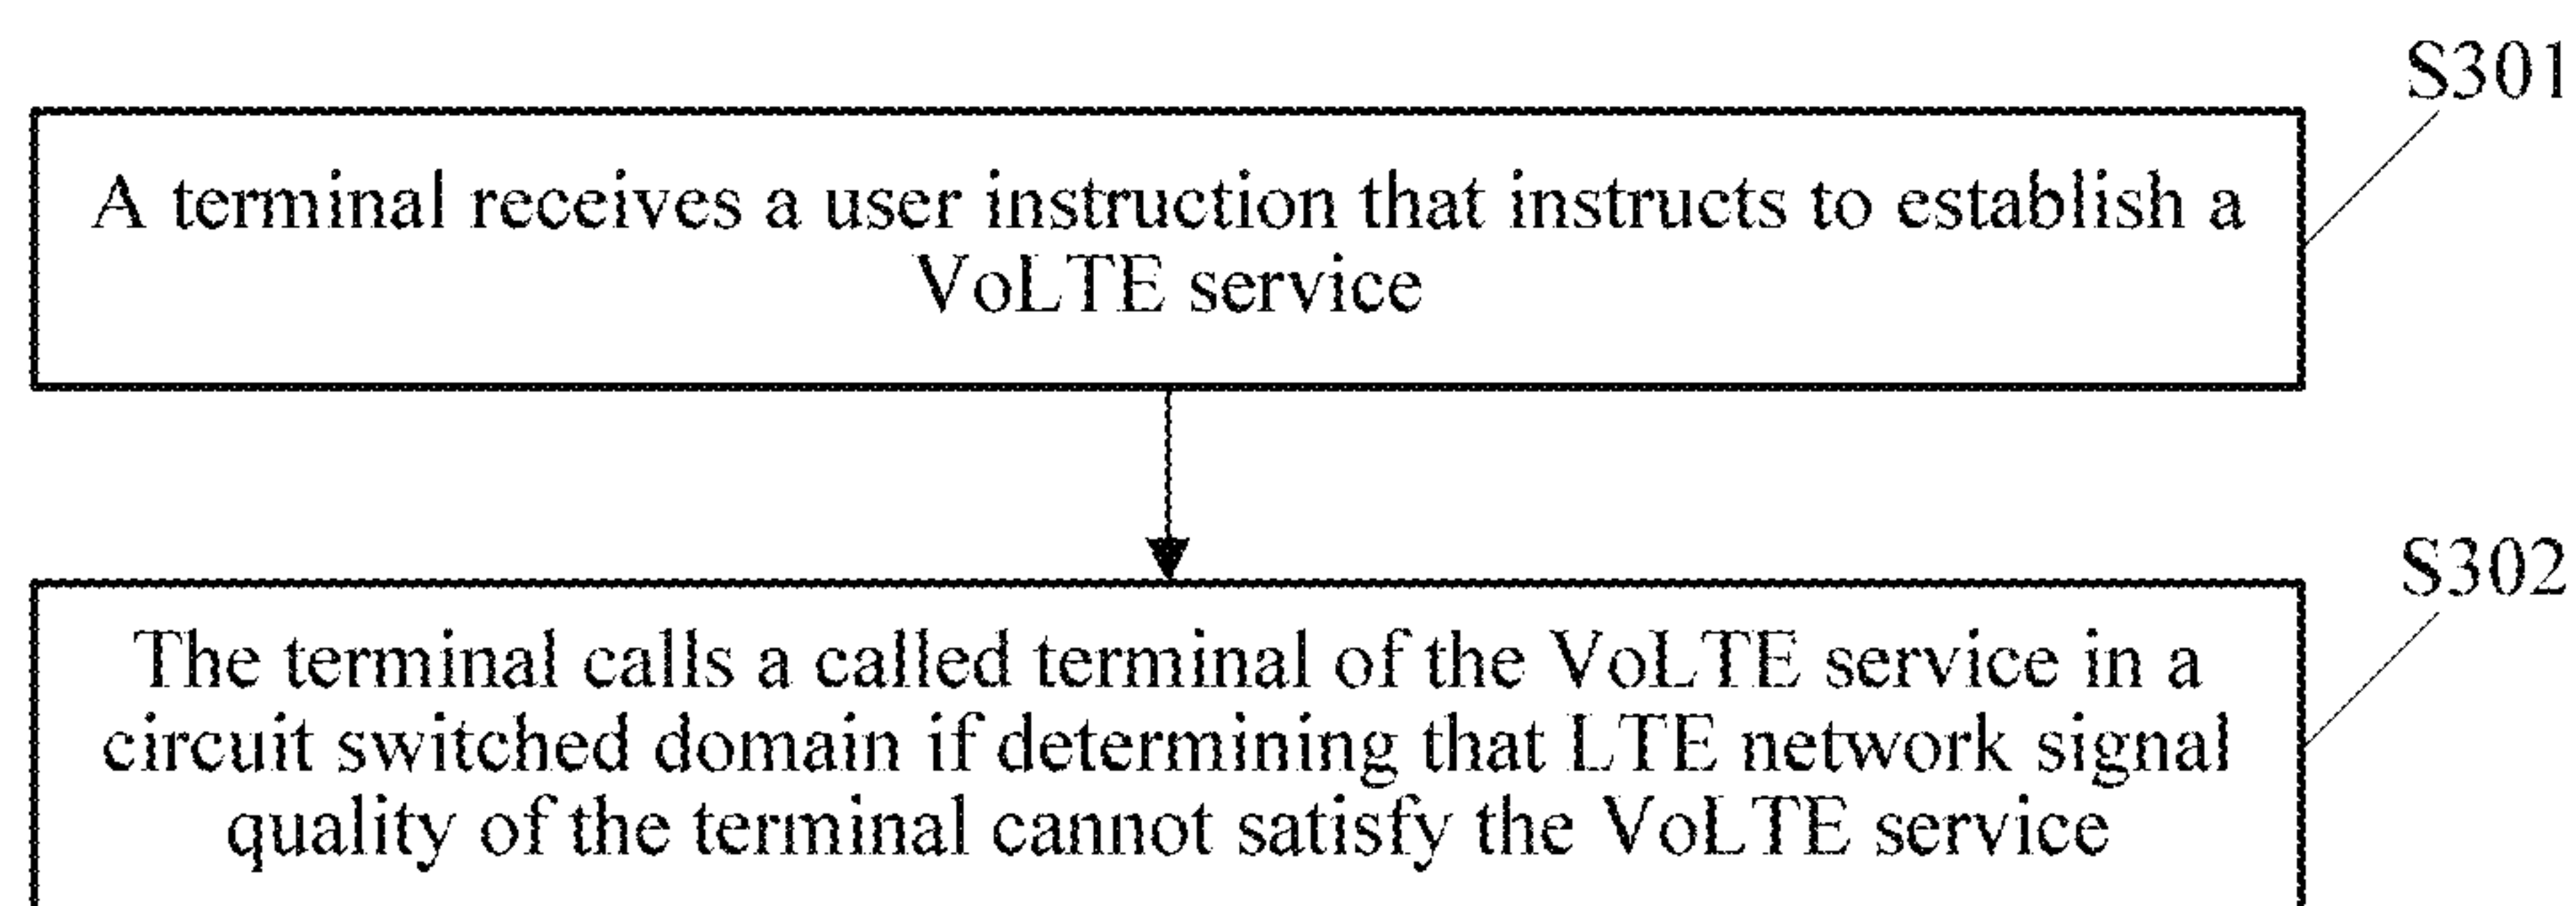 S301
A terminal receives a user instruction that instructs to establish a
VoLTE service
S302
The terminal calls a called terminal of the VoLTE service in a
circuit switched domain if determining that LTE network signal
quality of the terminal cannot satisfy the VoLTE service